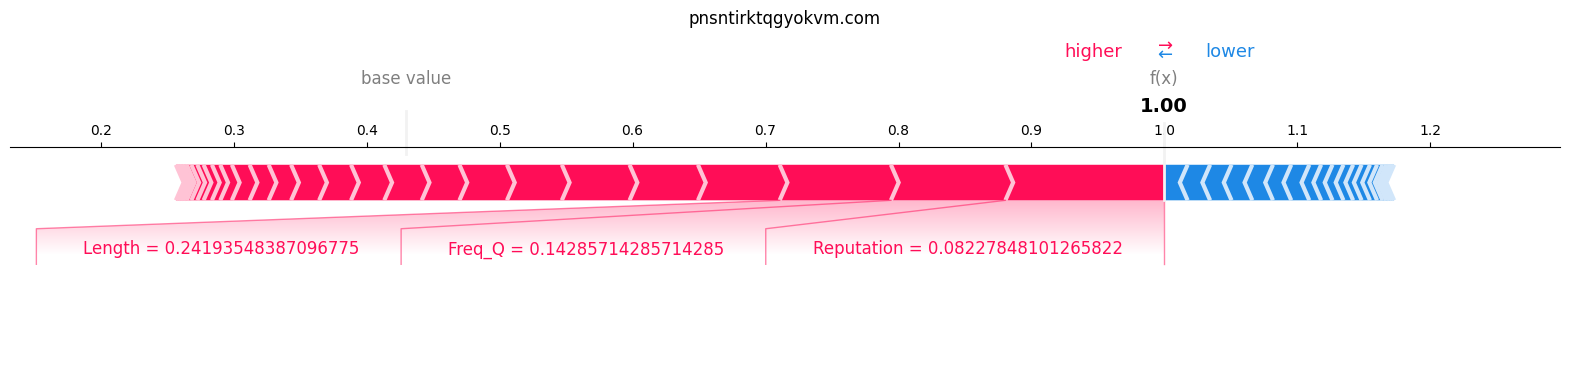 pnsntirktqgyokvm.com
higher ⇄ lower
base value f(x)
1.00
0.2 0.3 0.4 0.5 0.6 0.7 0.8 0.9 1.0 1.1 1.2
Length = 0.24193548387096775 Freq_Q = 0.14285714285714285 Reputation = 0.08227848101265822